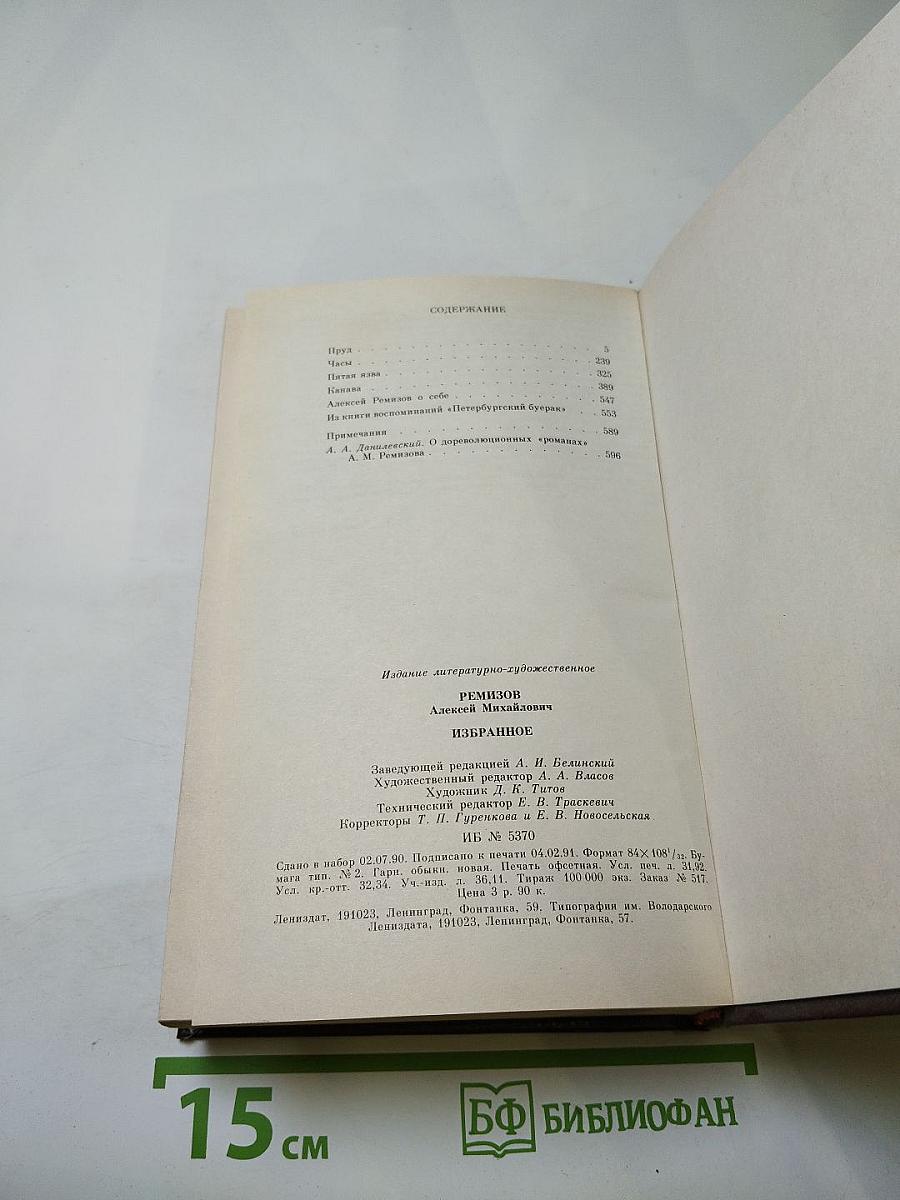 СОДЕРЖАНИЕ
Пруд . . . . . . . . . . . . . . . . . . 5
Часы . . . . . . . . . . . . . . . . . . 239
Пятая язва . . . . . . . . . . . . . . . 325
Канава . . . . . . . . . . . . . . . . . 389
Алексей Ремизов о себе . . . . . . . . . 547
Из книги воспоминаний «Петербургский буерак» . . 553
Примечания . . . . . . . . . . . . . . . 589
А. А. Данилевский. О дореволюционных «романах»
А. М. Ремизова . . . . . . . . . . . . . 596
Издание литературно-художественное
РЕМИЗОВ
Алексей Михайлович
ИЗБРАННОЕ
Заведующей редакцией А. И. Белинский
Художественный редактор А. А. Власов
Художник Д. К. Титов
Технический редактор Е. В. Траскевич
Корректоры Т. П. Гуренкова и Е. В. Новосельская
ИБ № 5370
Сдано в набор 02.07.90. Подписано к печати 04.02.91. Формат 84×108¹/₃₂. Бу-
мага тип. № 2. Гарн. обыкн. новая. Печать офсетная. Усл. печ. л. 31,92.
Усл. кр.-отт. 32,34. Уч.-изд. л. 36,11. Тираж 100 000 экз. Заказ № 517.
Цена 3 р. 90 к.
Лениздат, 191023, Ленинград, Фонтанка, 59. Типография им. Володарского
Лениздата, 191023, Ленинград, Фонтанка, 57.
15 см
БФ БИБЛИОФАН